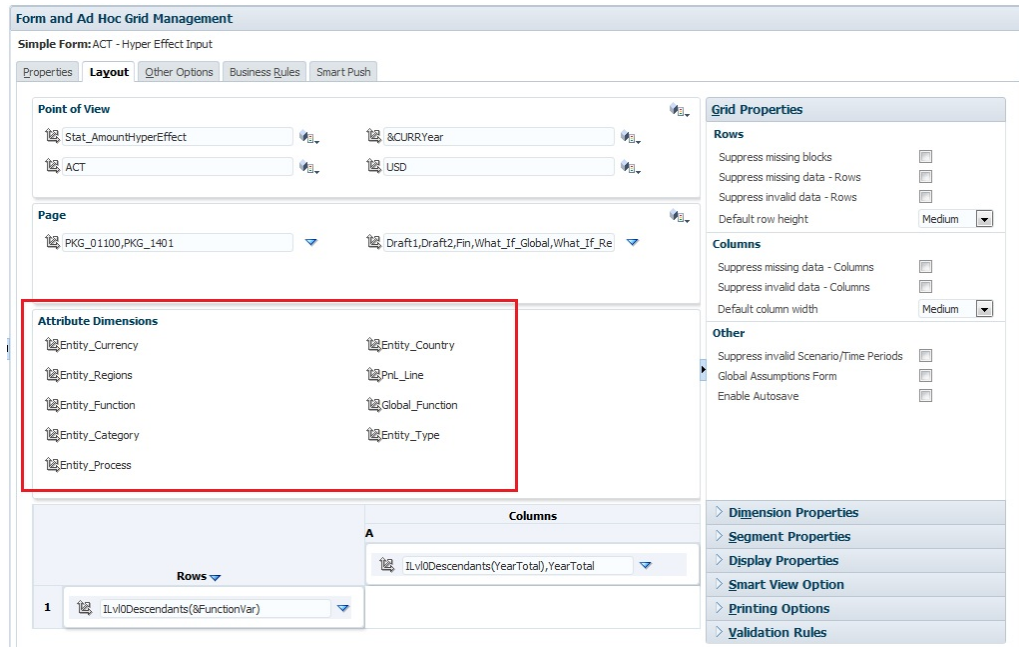 Form and Ad Hoc Grid Management
Simple Form: ACT - Hyper Effect Input
Properties Layout Other Options Business Rules Smart Push
Point of View
Stat_AmountHyperEffect &CURRYear
ACT USD
Page
PKG_01100,PKG_1401 Draft1,Draft2,Fin,What_If_Global,What_If_Re
Attribute Dimensions
Entity_Currency Entity_Country
Entity_Regions PnL_Line
Entity_Function Global_Function
Entity_Category Entity_Type
Entity_Process
Columns
A
ILvl0Descendants(YearTotal),YearTotal
Rows
1 ILvl0Descendants(&FunctionVar)
Grid Properties
Rows
Suppress missing blocks
Suppress missing data - Rows
Suppress invalid data - Rows
Default row height Medium
Columns
Suppress missing data - Columns
Suppress invalid data - Columns
Default column width Medium
Other
Suppress invalid Scenario/Time Periods
Global Assumptions Form
Enable Autosave
Dimension Properties
Segment Properties
Display Properties
Smart View Option
Printing Options
Validation Rules